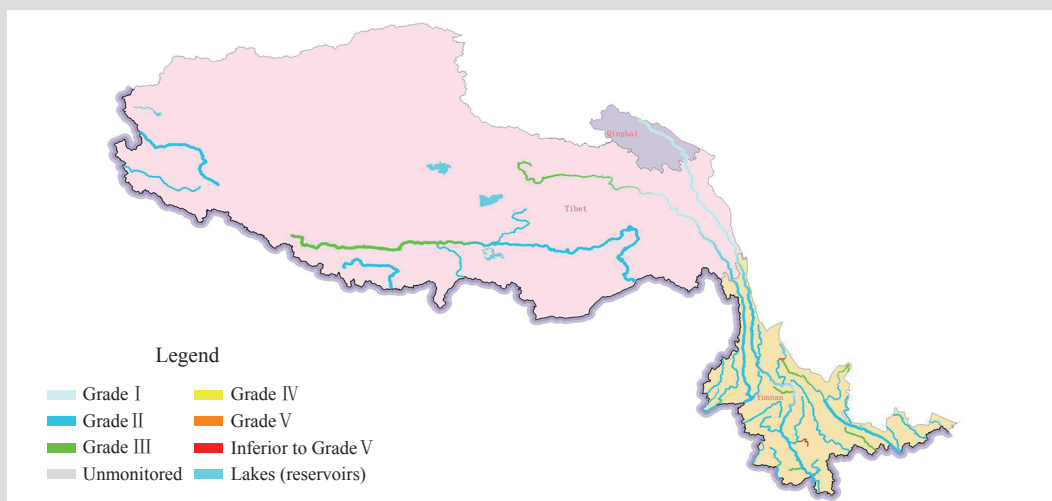 Qinghai
Tibet
Yunnan
Legend
Grade Ⅰ
Grade Ⅱ
Grade Ⅲ
Unmonitored
Grade Ⅳ
Grade Ⅴ
Inferior to Grade Ⅴ
Lakes (reservoirs)